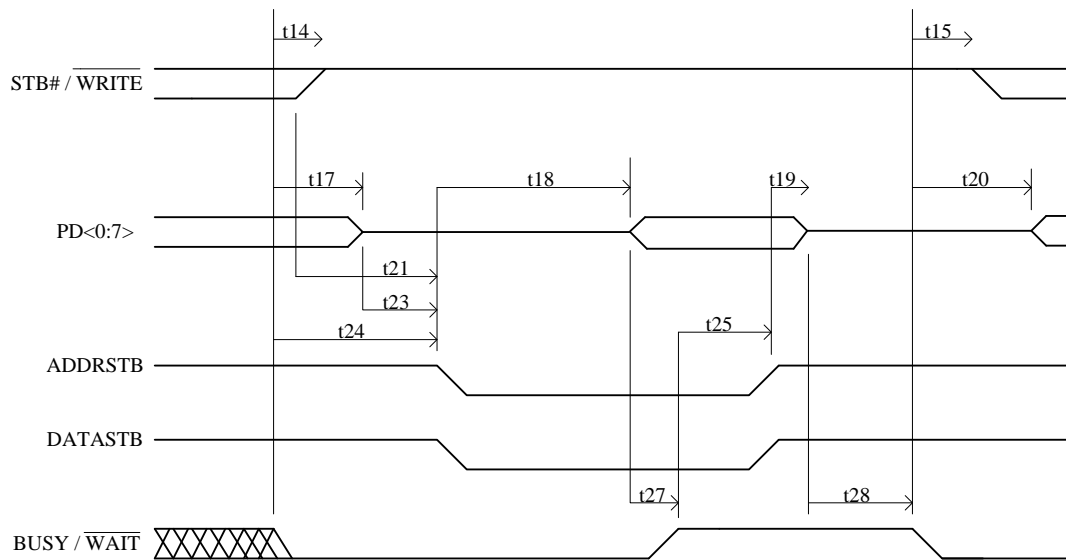 t14
t15
STB# / WRITE
t17
t18
t19
t20
PD<0:7>
t21
t23
t24
t25
ADDRSTB
DATASTB
t27
t28
BUSY / WAIT